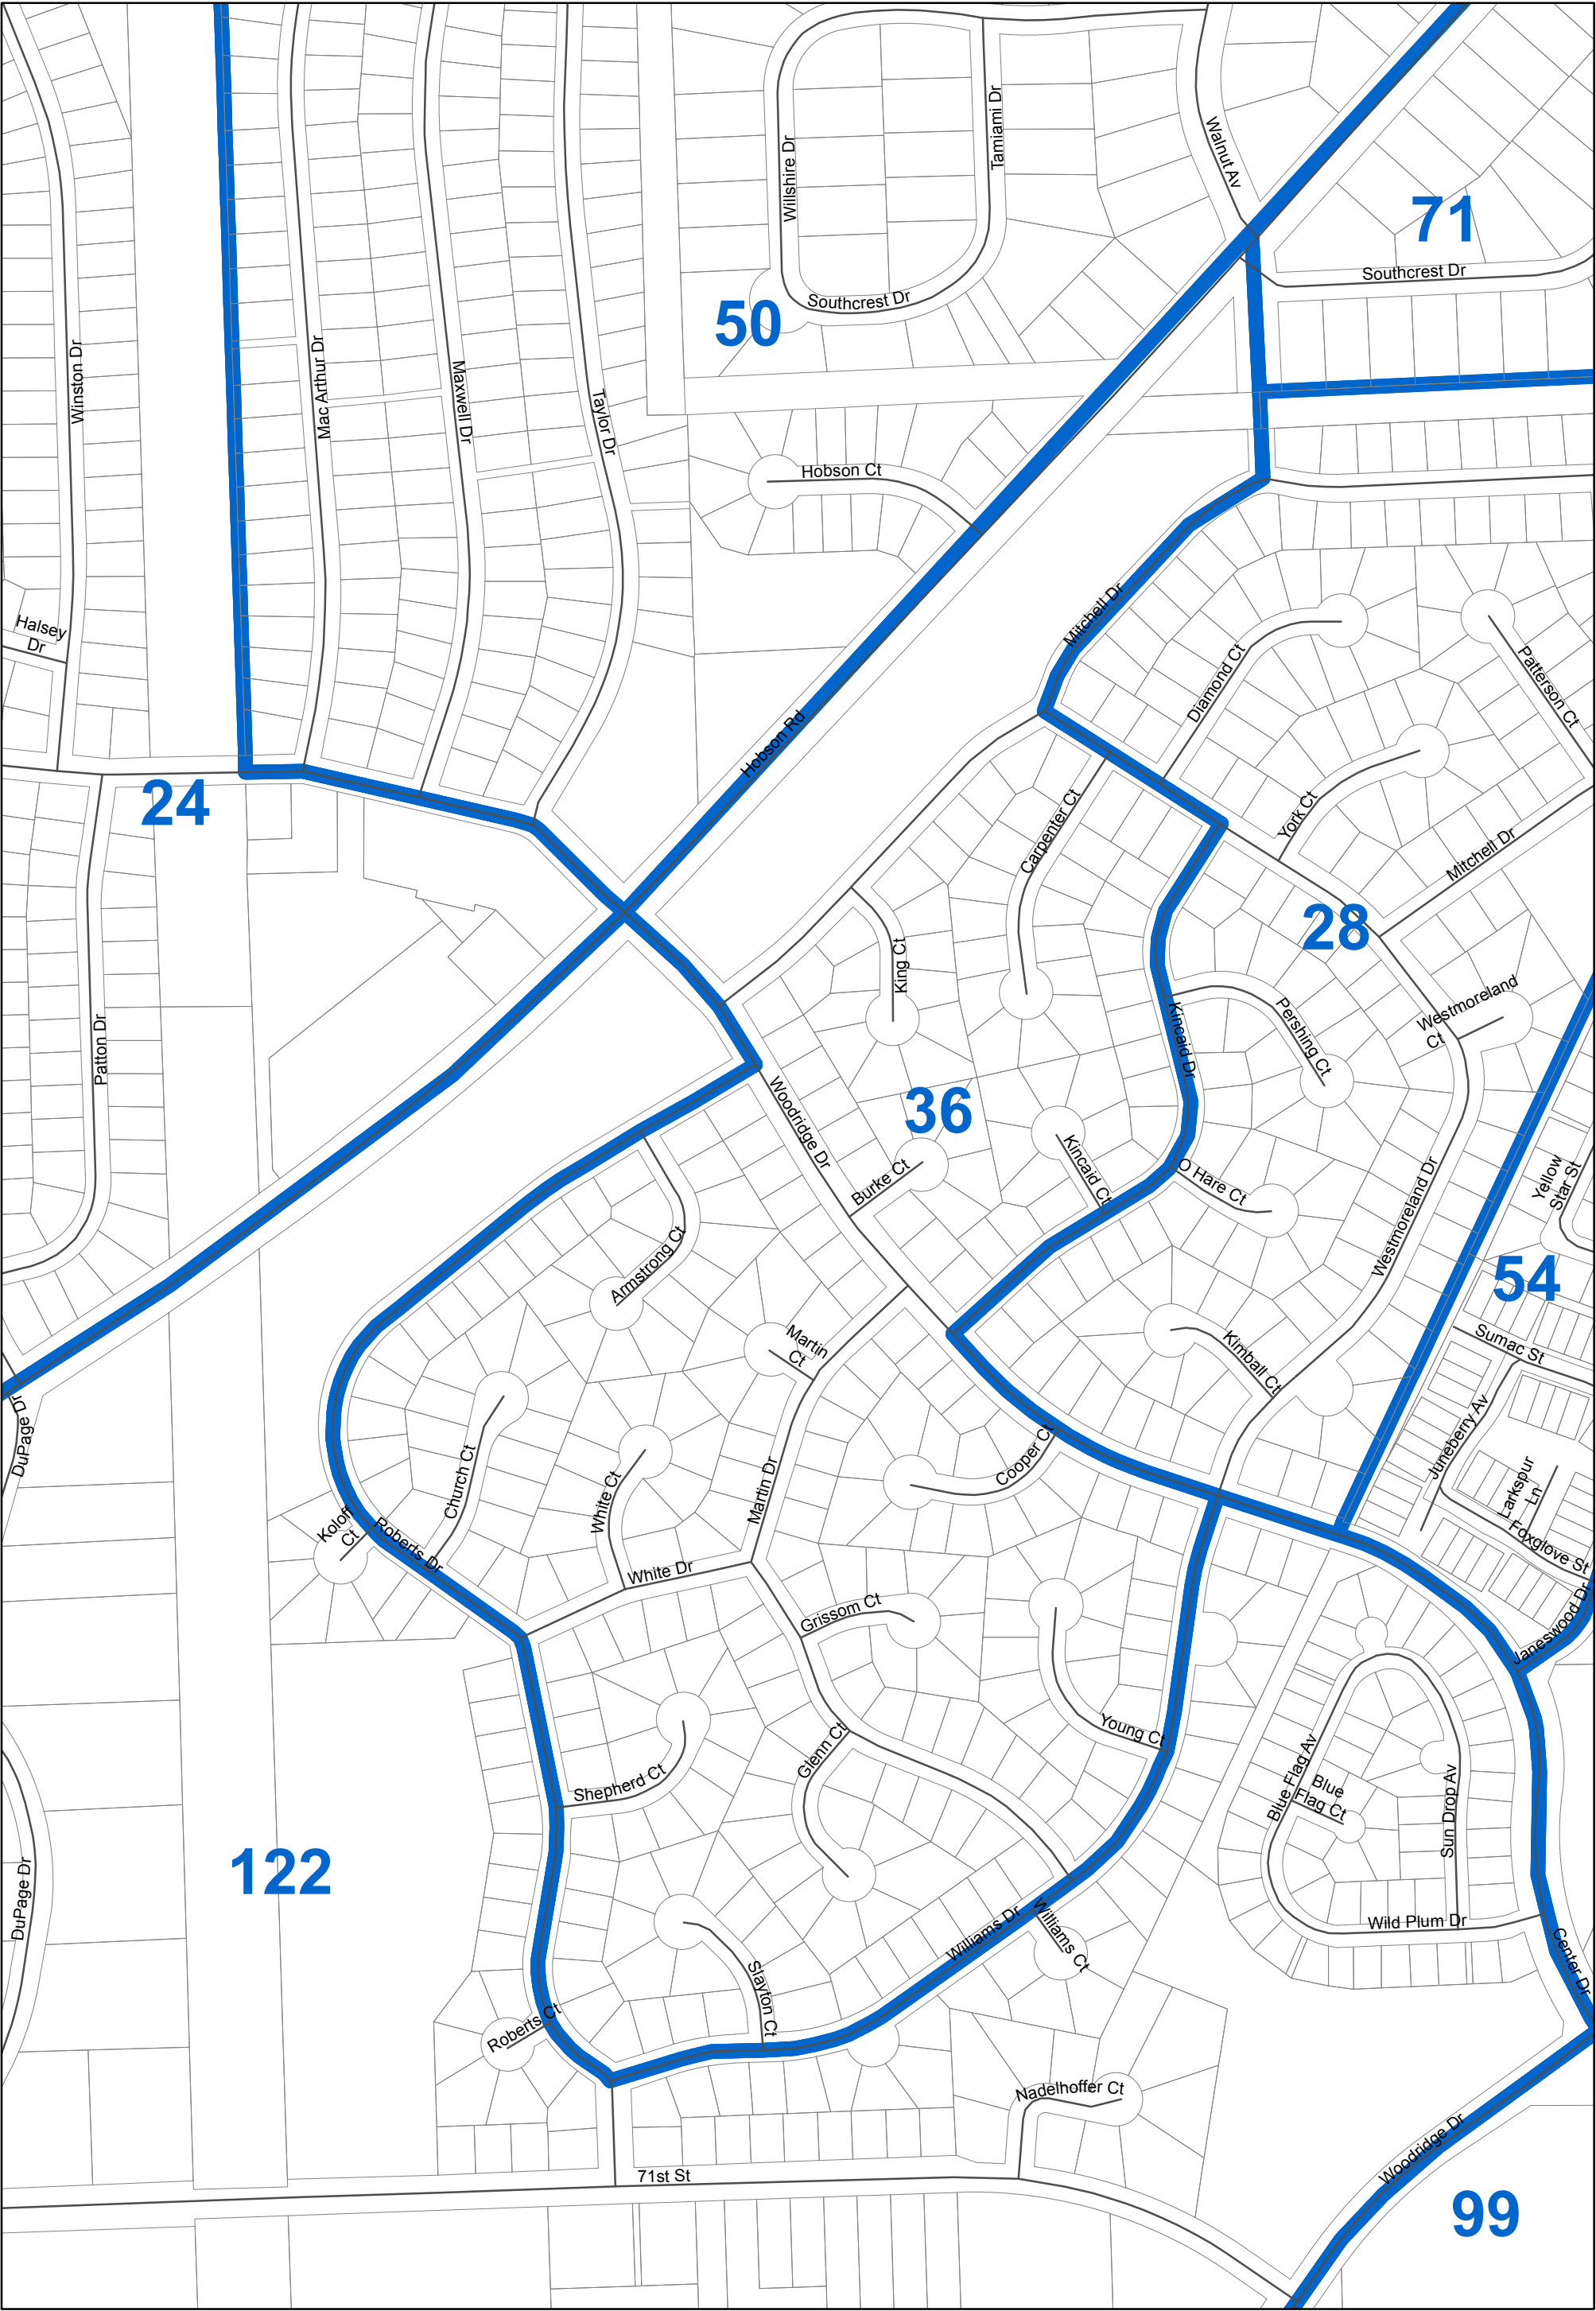 Willshire Dr
Tamiami Dr
Walnut Av
71
Southcrest Dr
Southcrest Dr
50
Winston Dr
Mac Arthur Dr
Maxwell Dr
Taylor Dr
Hobson Ct
Mitchell Dr
Halsey
Dr
Diamond Ct
Patterson Ct
Hobson Rd
24
Carpenter Ct
York Ct
Mitchell Dr
28
King Ct
Westmoreland
Ct
Patton Dr
Kincaid Dr
Pershing Ct
36
Woodridge Dr
Burke Ct
Kincaid Ct
O Hare Ct
Yellow
Star St
Westmoreland Dr
54
Armstrong Ct
Martin
Ct
Kimball Ct
Sumac St
DuPage Dr
Juneberry Av
Cooper Ct
Church Ct
White Ct
Martin Dr
Larkspur
Ln
Koloff
Ct
Roberts Dr
Foxglove St
White Dr
Janeswood Dr
Grissom Ct
Young Ct
Glenn Ct
Shepherd Ct
Blue Flag Av
Blue
Flag Ct
Sun Drop Av
122
DuPage Dr
Williams Dr
Williams Ct
Wild Plum Dr
Center Dr
Slayton Ct
Roberts Ct
Nadelhoffer Ct
Woodridge Dr
71st St
99